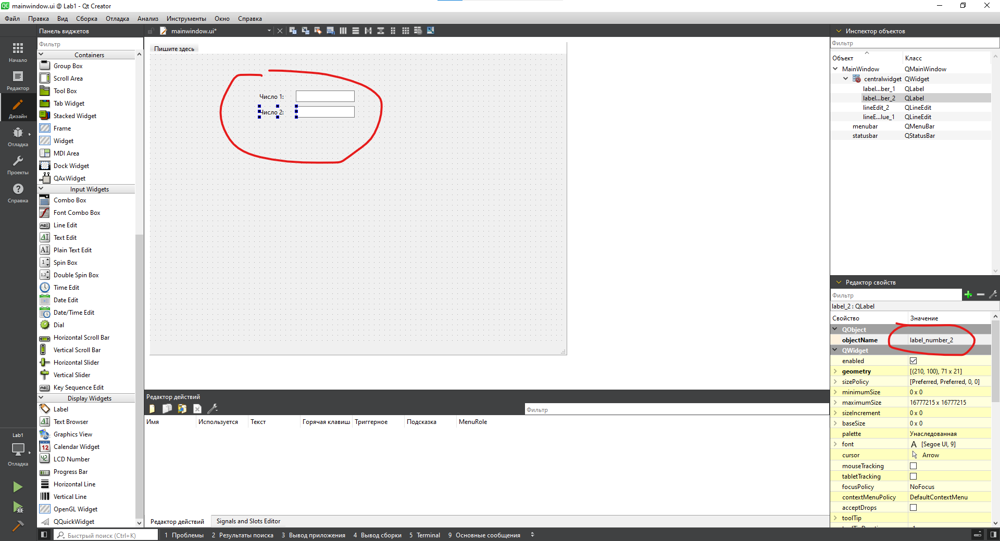 mainwindow.ui @ Lab1 - Qt Creator
Файл Правка Вид Сборка Отладка Анализ Инструменты Окно Справка
Панель виджетов
mainwindow.ui*
Фильтр
Начало
Редактор
Дизайн
Отладка
Проекты
Справка
Containers
Group Box
Scroll Area
Tool Box
Tab Widget
Stacked Widget
Frame
Widget
MDI Area
Dock Widget
QAxWidget
Input Widgets
Combo Box
Font Combo Box
Line Edit
Text Edit
Plain Text Edit
Spin Box
Double Spin Box
Time Edit
Date Edit
Date/Time Edit
Dial
Horizontal Scroll Bar
Vertical Scroll Bar
Horizontal Slider
Vertical Slider
Key Sequence Edit
Display Widgets
Label
Text Browser
Graphics View
Calendar Widget
LCD Number
Progress Bar
Horizontal Line
Vertical Line
OpenGL Widget
QQuickWidget
Lab1
Отладка
Пишите здесь
Число 1:
Число 2:
Редактор действий
Фильтр
Имя Используется Текст Горячая клавиш Триггерное Подсказка MenuRole
Редактор действий Signals and Slots Editor
Инспектор объектов
Фильтр
Объект Класс
MainWindow QMainWindow
centralwidget QWidget
label...ber_1 QLabel
label...ber_2 QLabel
lineEdit_2 QLineEdit
lineE...lue_1 QLineEdit
menubar QMenuBar
statusbar QStatusBar
Редактор свойств
Фильтр
label_2 : QLabel
Свойство Значение
QObject
objectName label_number_2
QWidget
enabled
geometry [(210, 100), 71 x 21]
sizePolicy [Preferred, Preferred, 0, 0]
minimumSize 0 x 0
maximumSize 16777215 x 16777215
sizeIncrement 0 x 0
baseSize 0 x 0
palette Унаследованная
font A [Segoe UI, 9]
cursor Arrow
mouseTracking
tabletTracking
focusPolicy NoFocus
contextMenuPolicy DefaultContextMenu
acceptDrops
toolTip
Быстрый поиск (Ctrl+K) 1 Проблемы 2 Результаты поиска 3 Вывод приложения 4 Вывод сборки 5 Terminal 9 Основные сообщения